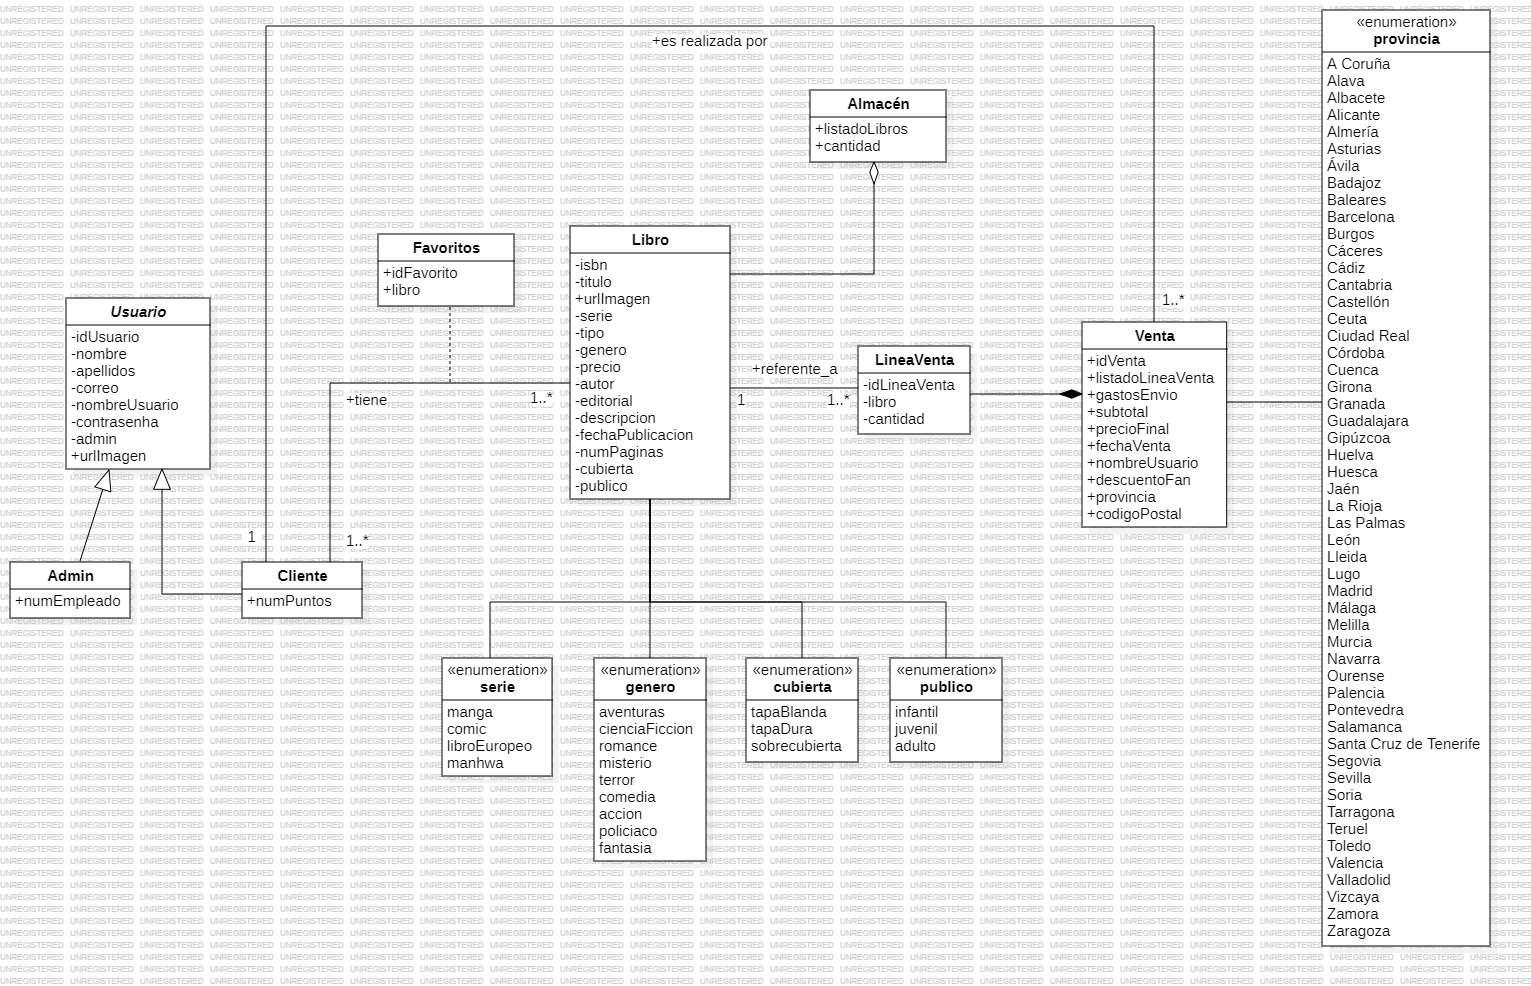 +es realizada por
Almacén
+listadoLibros
+cantidad
Favoritos
+idFavorito
+libro
Libro
-isbn
-titulo
+urlImagen
-serie
-tipo
-genero
-precio
-autor
-editorial
-descripcion
-fechaPublicacion
-numPaginas
-cubierta
-publico
Usuario
-idUsuario
-nombre
-apellidos
-correo
-nombreUsuario
-contrasenha
-admin
+urlImagen
+tiene
1..*
1..*
1
Admin
+numEmpleado
Cliente
+numPuntos
+referente_a
1
1..*
LineaVenta
-idLineaVenta
-libro
-cantidad
1..*
Venta
+idVenta
+listadoLineaVenta
+gastosEnvio
+subtotal
+precioFinal
+fechaVenta
+nombreUsuario
+descuentoFan
+provincia
+codigoPostal
«enumeration»
serie
manga
comic
libroEuropeo
manhwa
«enumeration»
genero
aventuras
cienciaFiccion
romance
misterio
terror
comedia
accion
policiaco
fantasia
«enumeration»
cubierta
tapaBlanda
tapaDura
sobrecubierta
«enumeration»
publico
infantil
juvenil
adulto
«enumeration»
provincia
A Coruña
Alava
Albacete
Alicante
Almería
Asturias
Ávila
Badajoz
Baleares
Barcelona
Burgos
Cáceres
Cádiz
Cantabria
Castellón
Ceuta
Ciudad Real
Córdoba
Cuenca
Girona
Granada
Guadalajara
Gipúzcoa
Huelva
Huesca
Jaén
La Rioja
Las Palmas
León
Lleida
Lugo
Madrid
Málaga
Melilla
Murcia
Navarra
Ourense
Palencia
Pontevedra
Salamanca
Santa Cruz de Tenerife
Segovia
Sevilla
Soria
Tarragona
Teruel
Toledo
Valencia
Valladolid
Vizcaya
Zamora
Zaragoza
UNREGISTERED